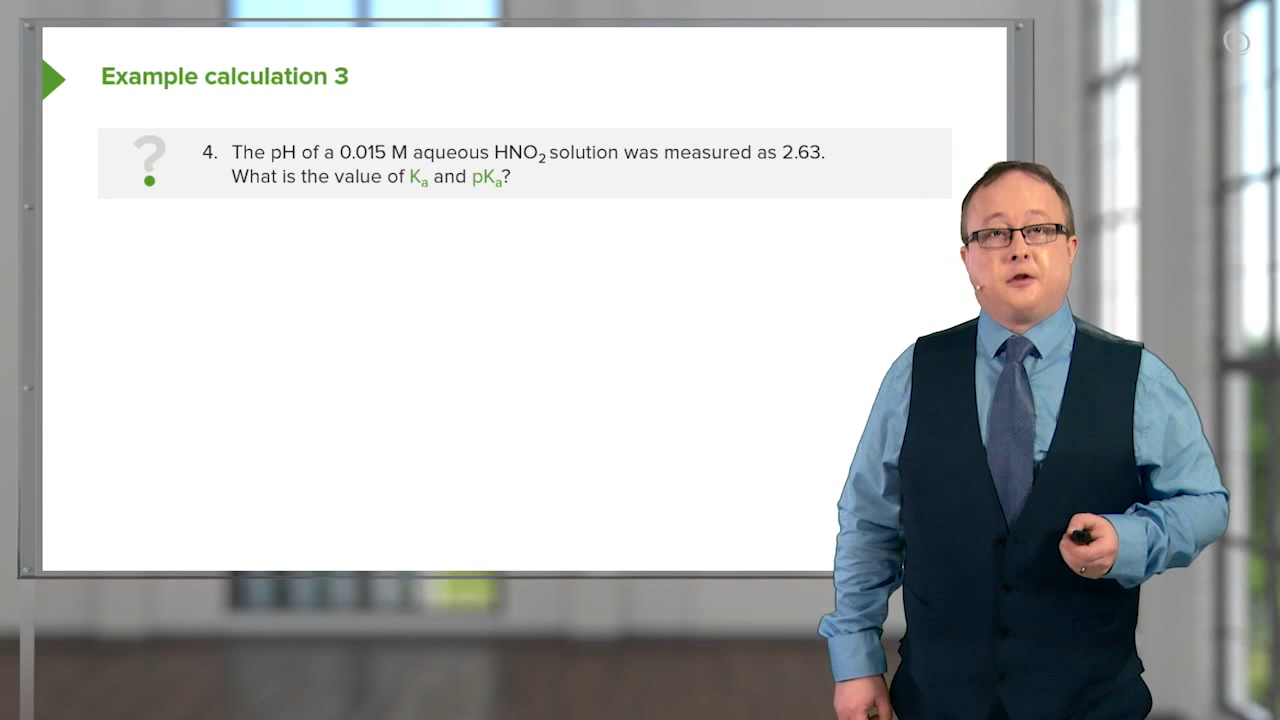 Example calculation 3
4. The pH of a 0.015 M aqueous HNO₂ solution was measured as 2.63.
What is the value of Kₐ and pKₐ?